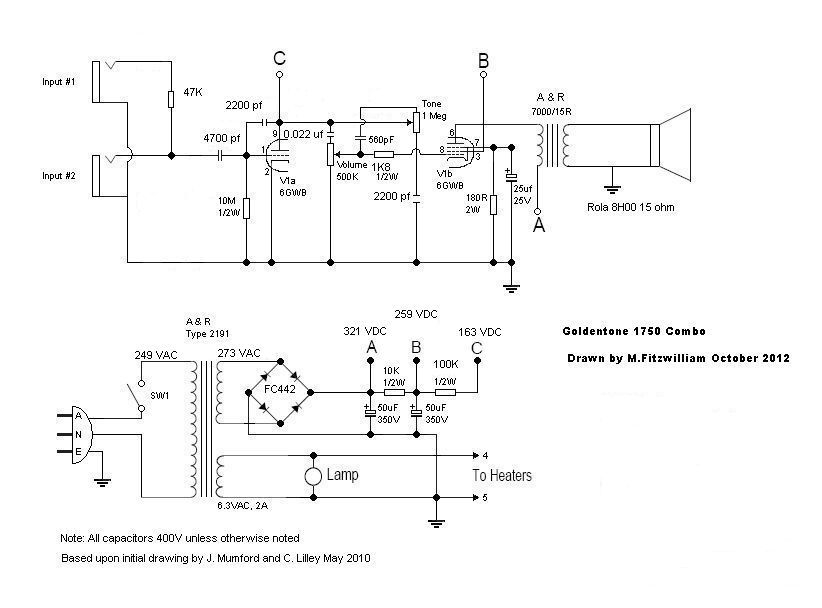 C
B
Input #1
47K
2200 pf
Tone
1 Meg
A & R
7000/15R
4700 pf
9
0.022 uf
560pF
6
7
1
8
3
2
Volume
500K
1K8
1/2W
V1a
6GWB
V1b
6GWB
Input #2
10M
1/2W
2200 pf
180R
2W
+
25uf
25V
A
Rola 8H00 15 ohm
A & R
Type 2191
259 VDC
321 VDC
163 VDC
Goldentone 1750 Combo
249 VAC
273 VAC
A
B
C
Drawn by M.Fitzwilliam October 2012
SW1
FC442
10K
1/2W
100K
1/2W
+
50uF
350V
+
50uF
350V
A
N
E
Lamp
4
To Heaters
5
6.3VAC, 2A
Note: All capacitors 400V unless otherwise noted
Based upon initial drawing by J. Mumford and C. Lilley May 2010